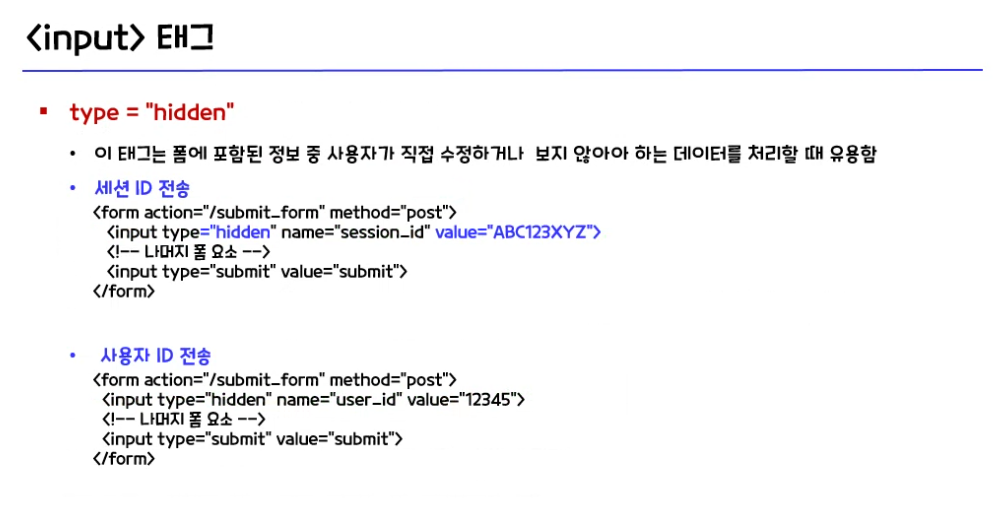 <input> 태그
▪ type = "hidden"
• 이 태그는 폼에 포함된 정보 중 사용자가 직접 수정하거나 보지 않아야 하는 데이터를 처리할 때 유용함
• 세션 ID 전송
<form action="/submit_form" method="post">
<input type="hidden" name="session_id" value="ABC123XYZ">
<!-- 나머지 폼 요소 -->
<input type="submit" value="submit">
</form>
• 사용자 ID 전송
<form action="/submit_form" method="post">
<input type="hidden" name="user_id" value="12345">
<!-- 나머지 폼 요소 -->
<input type="submit" value="submit">
</form>